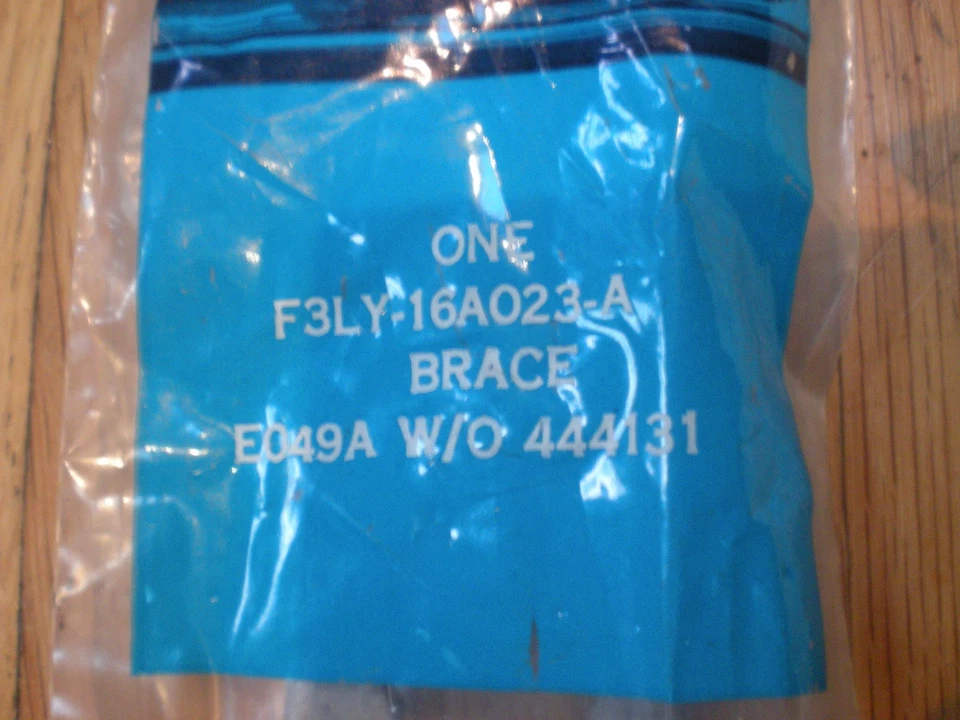 ONE
F3LY-16A023-A
BRACE
E049A W/O 444131